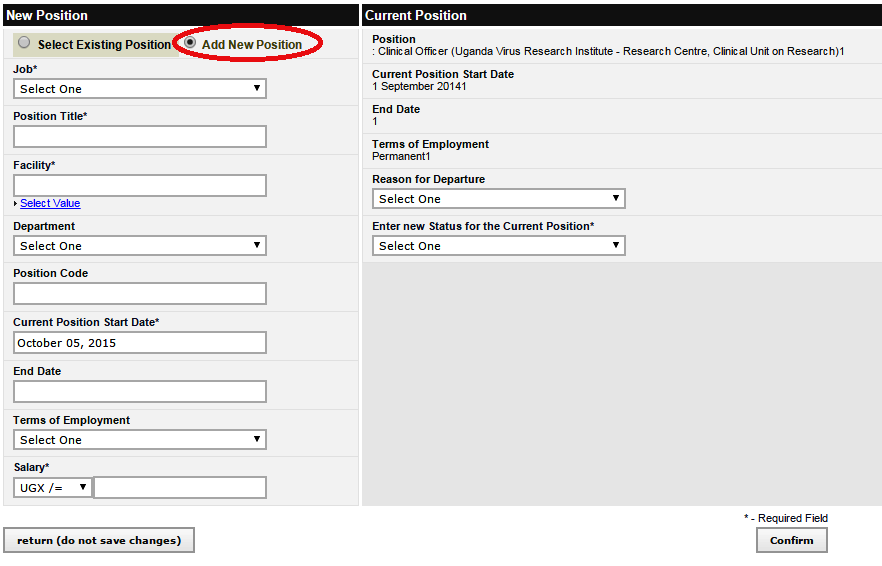 New Position
Select Existing Position Add New Position
Job*
Select One
Position Title*
Facility*
Select Value
Department
Select One
Position Code
Current Position Start Date*
October 05, 2015
End Date
Terms of Employment
Select One
Salary*
UGX /=
Current Position
Position
: Clinical Officer (Uganda Virus Research Institute - Research Centre, Clinical Unit on Research)1
Current Position Start Date
1 September 20141
End Date
1
Terms of Employment
Permanent1
Reason for Departure
Select One
Enter new Status for the Current Position*
Select One
* - Required Field
return (do not save changes)
Confirm